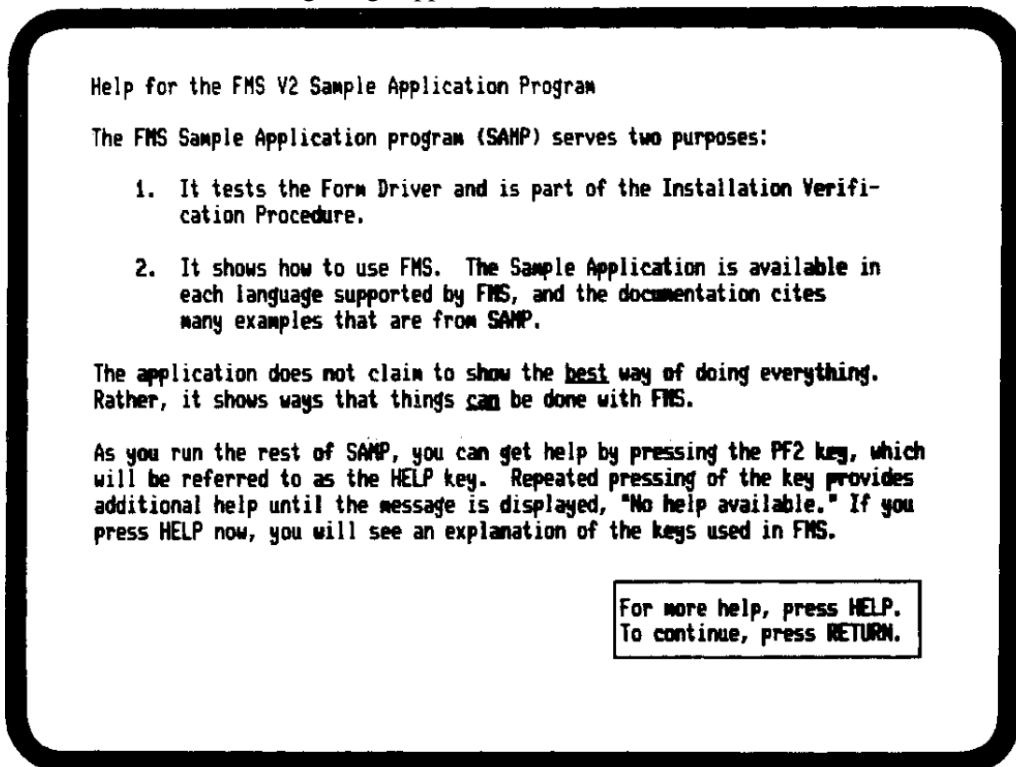 Help for the FMS V2 Sample Application Program
The FMS Sample Application program (SAMP) serves two purposes:
1. It tests the Form Driver and is part of the Installation Verifi-
cation Procedure.
2. It shows how to use FMS. The Sample Application is available in
each language supported by FMS, and the documentation cites
many examples that are from SAMP.
The application does not claim to show the best way of doing everything.
Rather, it shows ways that things can be done with FMS.
As you run the rest of SAMP, you can get help by pressing the PF2 key, which
will be referred to as the HELP key. Repeated pressing of the key provides
additional help until the message is displayed, "No help available." If you
press HELP now, you will see an explanation of the keys used in FMS.
For more help, press HELP.
To continue, press RETURN.